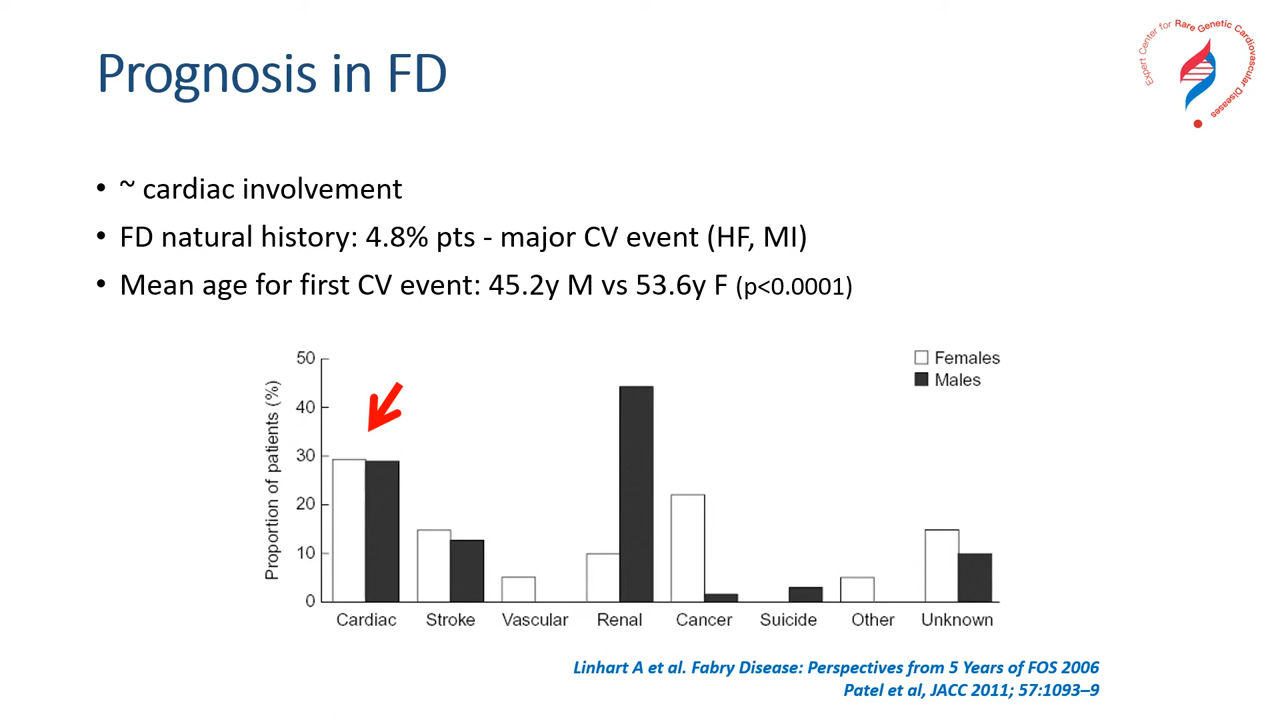 Prognosis in FD
Expert Center for Rare Genetic Cardiovascular Diseases
• ~ cardiac involvement
• FD natural history: 4.8% pts - major CV event (HF, MI)
• Mean age for first CV event: 45.2y M vs 53.6y F (p<0.0001)
Proportion of patients (%)
50
40
30
20
10
0
Females
Males
Cardiac Stroke Vascular Renal Cancer Suicide Other Unknown
Linhart A et al. Fabry Disease: Perspectives from 5 Years of FOS 2006
Patel et al, JACC 2011; 57:1093–9